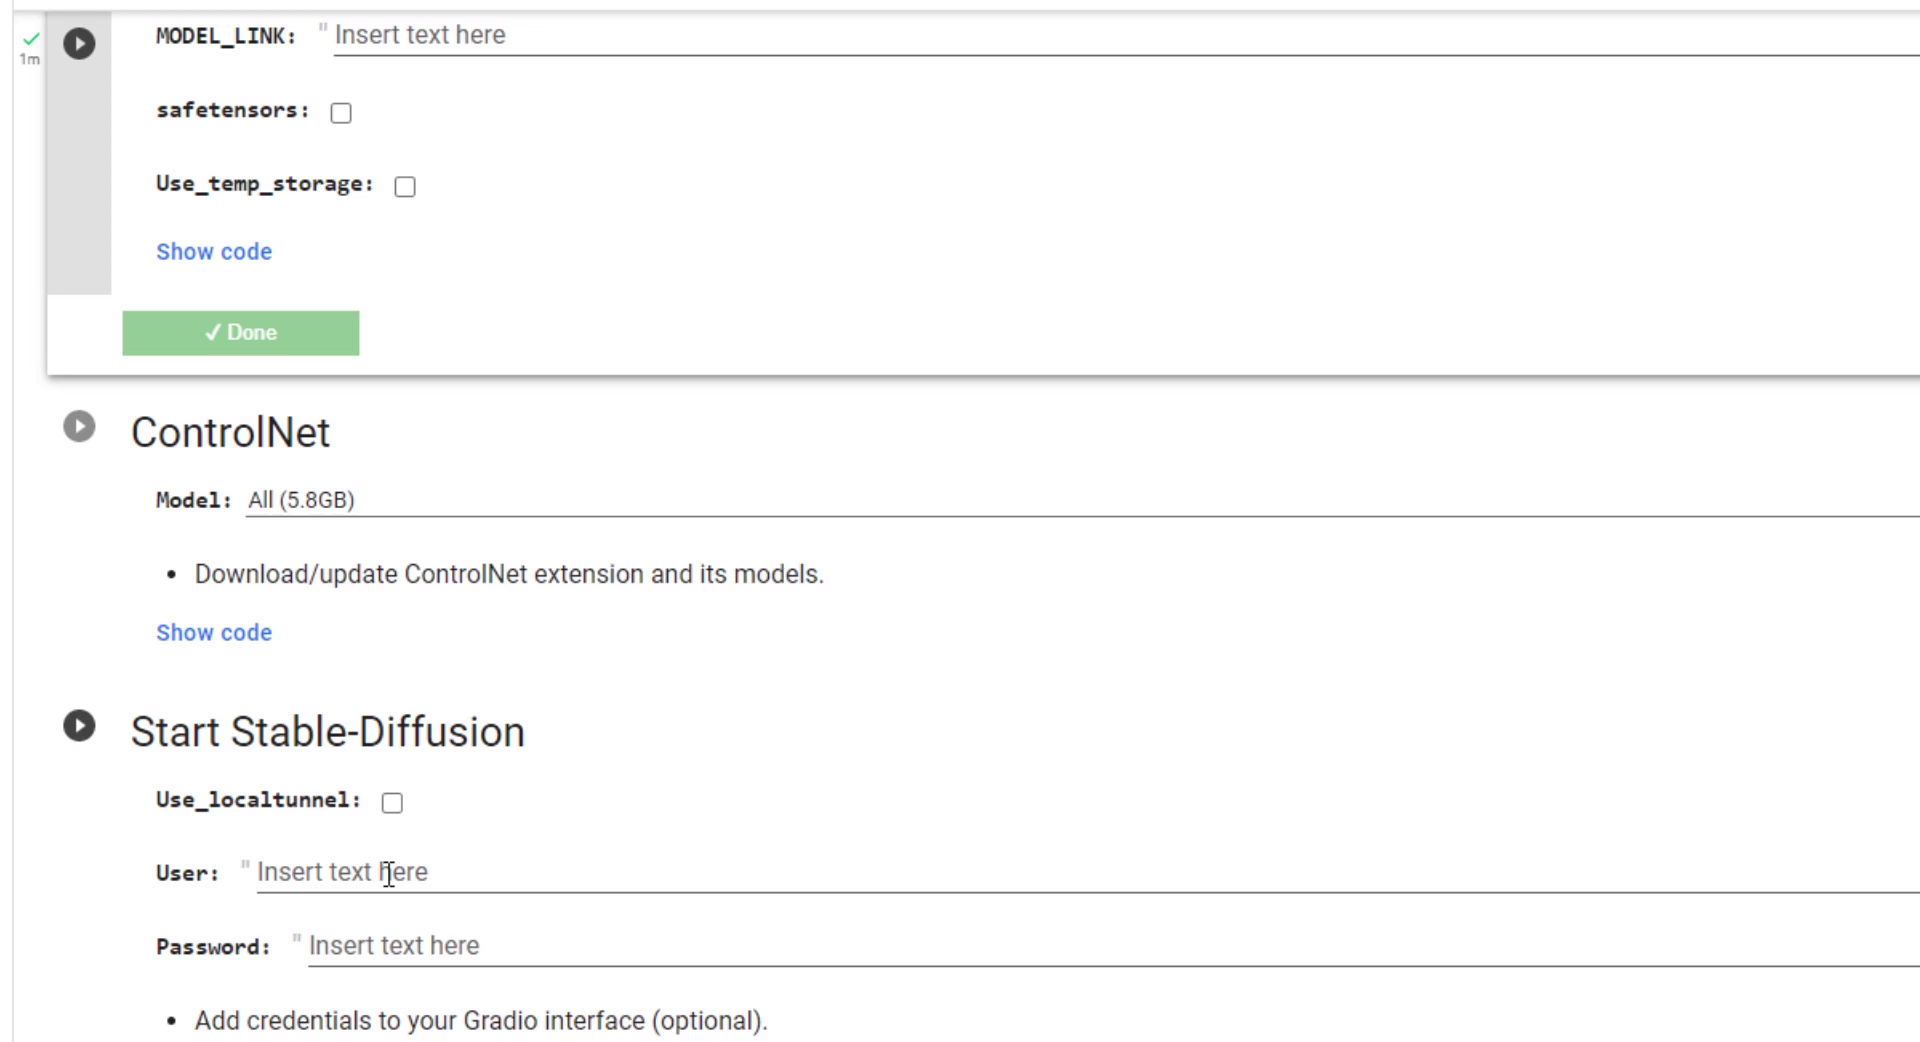 MODEL_LINK: " Insert text here
1m
safetensors:
Use_temp_storage:
Show code
✓ Done
ControlNet
Model: All (5.8GB)
• Download/update ControlNet extension and its models.
Show code
Start Stable-Diffusion
Use_localtunnel:
User: " Insert text here
Password: " Insert text here
• Add credentials to your Gradio interface (optional).